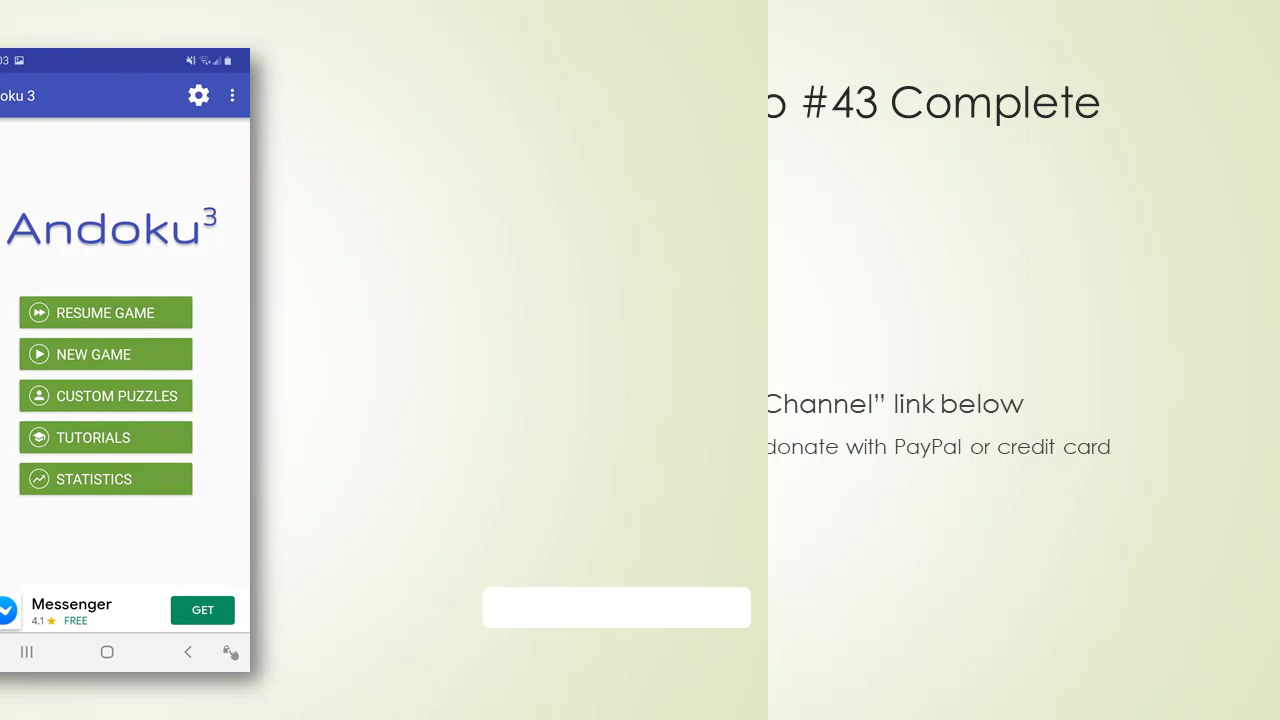 03
oku 3
Andoku3
RESUME GAME
NEW GAME
CUSTOM PUZZLES
TUTORIALS
STATISTICS
Messenger
4.1 FREE
GET
#43 Complete
Channel” link below
donate with PayPal or credit card